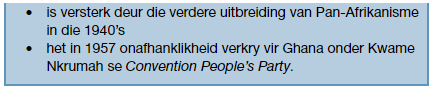 • is versterk deur die verdere uitbreiding van Pan-Afrikanisme
in die 1940's
• het in 1957 onafhanklikheid verkry vir Ghana onder Kwame
Nkrumah se Convention People's Party.